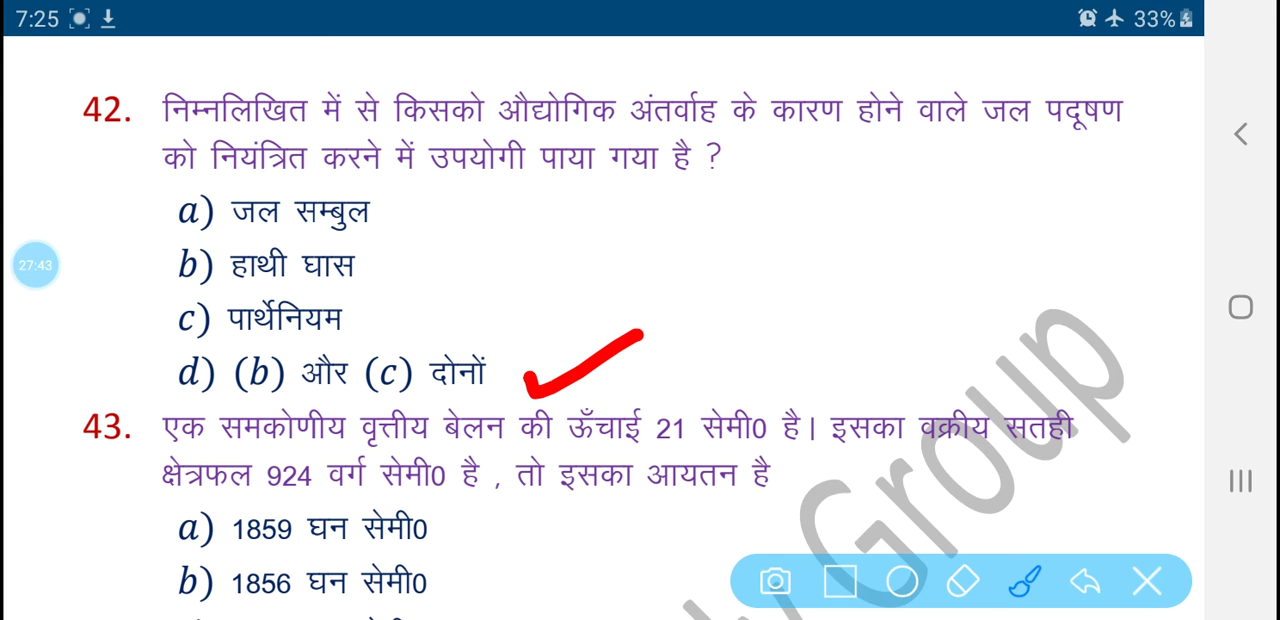 7:25 33%
42. निम्नलिखित में से किसको औद्योगिक अंतर्वाह के कारण होने वाले जल पदूषण
को नियंत्रित करने में उपयोगी पाया गया है ?
a) जल सम्बुल
b) हाथी घास
27:43
c) पार्थेनियम
d) (b) और (c) दोनों
43. एक समकोणीय वृत्तीय बेलन की ऊँचाई 21 सेमी0 है। इसका वक्रीय सतही
क्षेत्रफल 924 वर्ग सेमी0 है , तो इसका आयतन है
a) 1859 घन सेमी0
b) 1856 घन सेमी0
Group